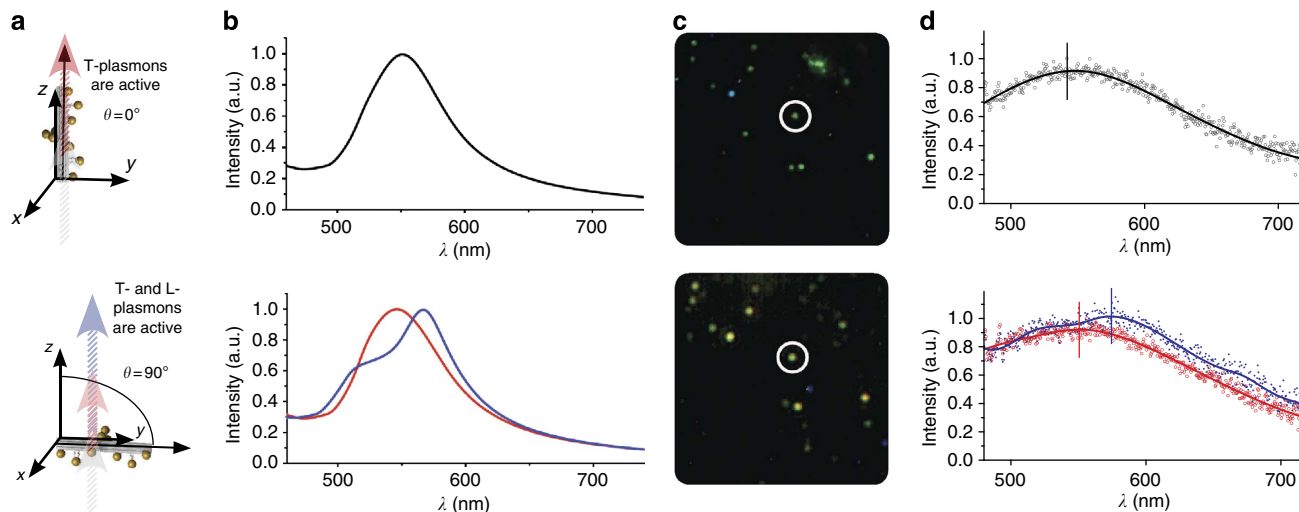 a
T-plasmons
are active
z
θ=0°
y
x
T- and L-
plasmons
are active
z
θ=90°
y
x
b
Intensity (a.u.)
1.0
0.8
0.6
0.4
0.2
0.0
500
600
700
λ (nm)
Intensity (a.u.)
1.0
0.8
0.6
0.4
0.2
0.0
500
600
700
λ (nm)
c
d
Intensity (a.u.)
1.0
0.8
0.6
0.4
0.2
0.0
500
600
700
λ (nm)
Intensity (a.u.)
1.0
0.8
0.6
0.4
0.2
0.0
500
600
700
λ (nm)